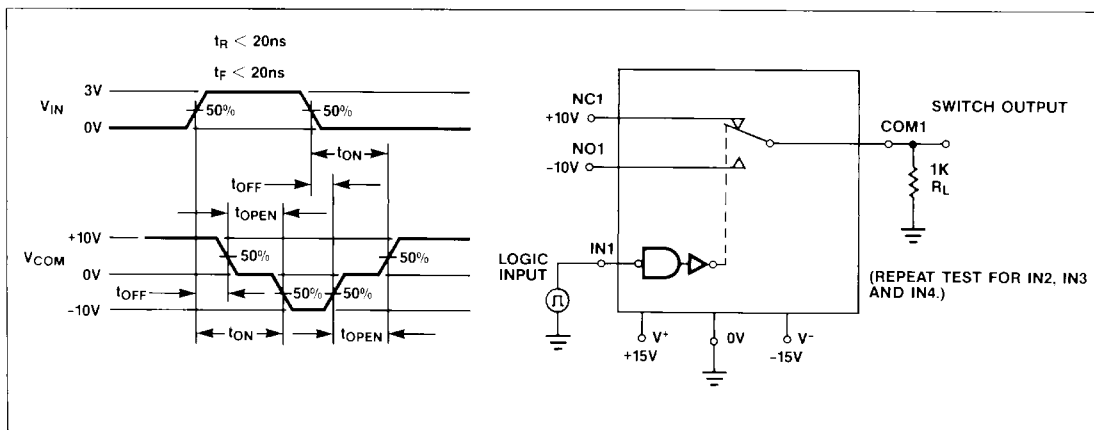 tR < 20ns
tF < 20ns
3V
VIN
50%
50%
0V
tON
tOFF
tOPEN
+10V
VCOM
50%
0V
tOFF
50%
50%
−10V
tON
tOPEN
NC1
+10V
NO1
−10V
SWITCH OUTPUT
COM1
1K
RL
LOGIC
INPUT
IN1
(REPEAT TEST FOR IN2, IN3
AND IN4.)
V+
+15V
0V
V−
−15V